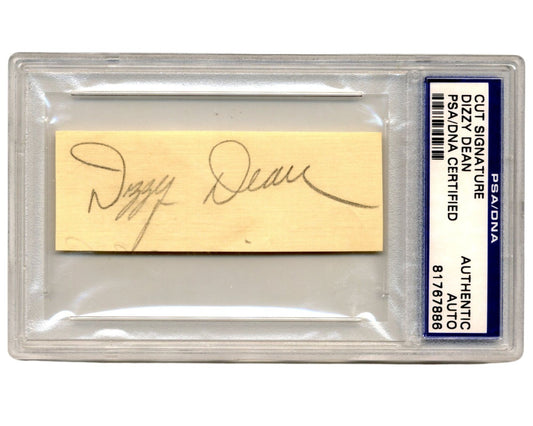 Dizzy Dean
CUT SIGNATURE
DIZZY DEAN
PSA/DNA CERTIFIED
AUTHENTIC
AUTO
81767886
PSA/DNA